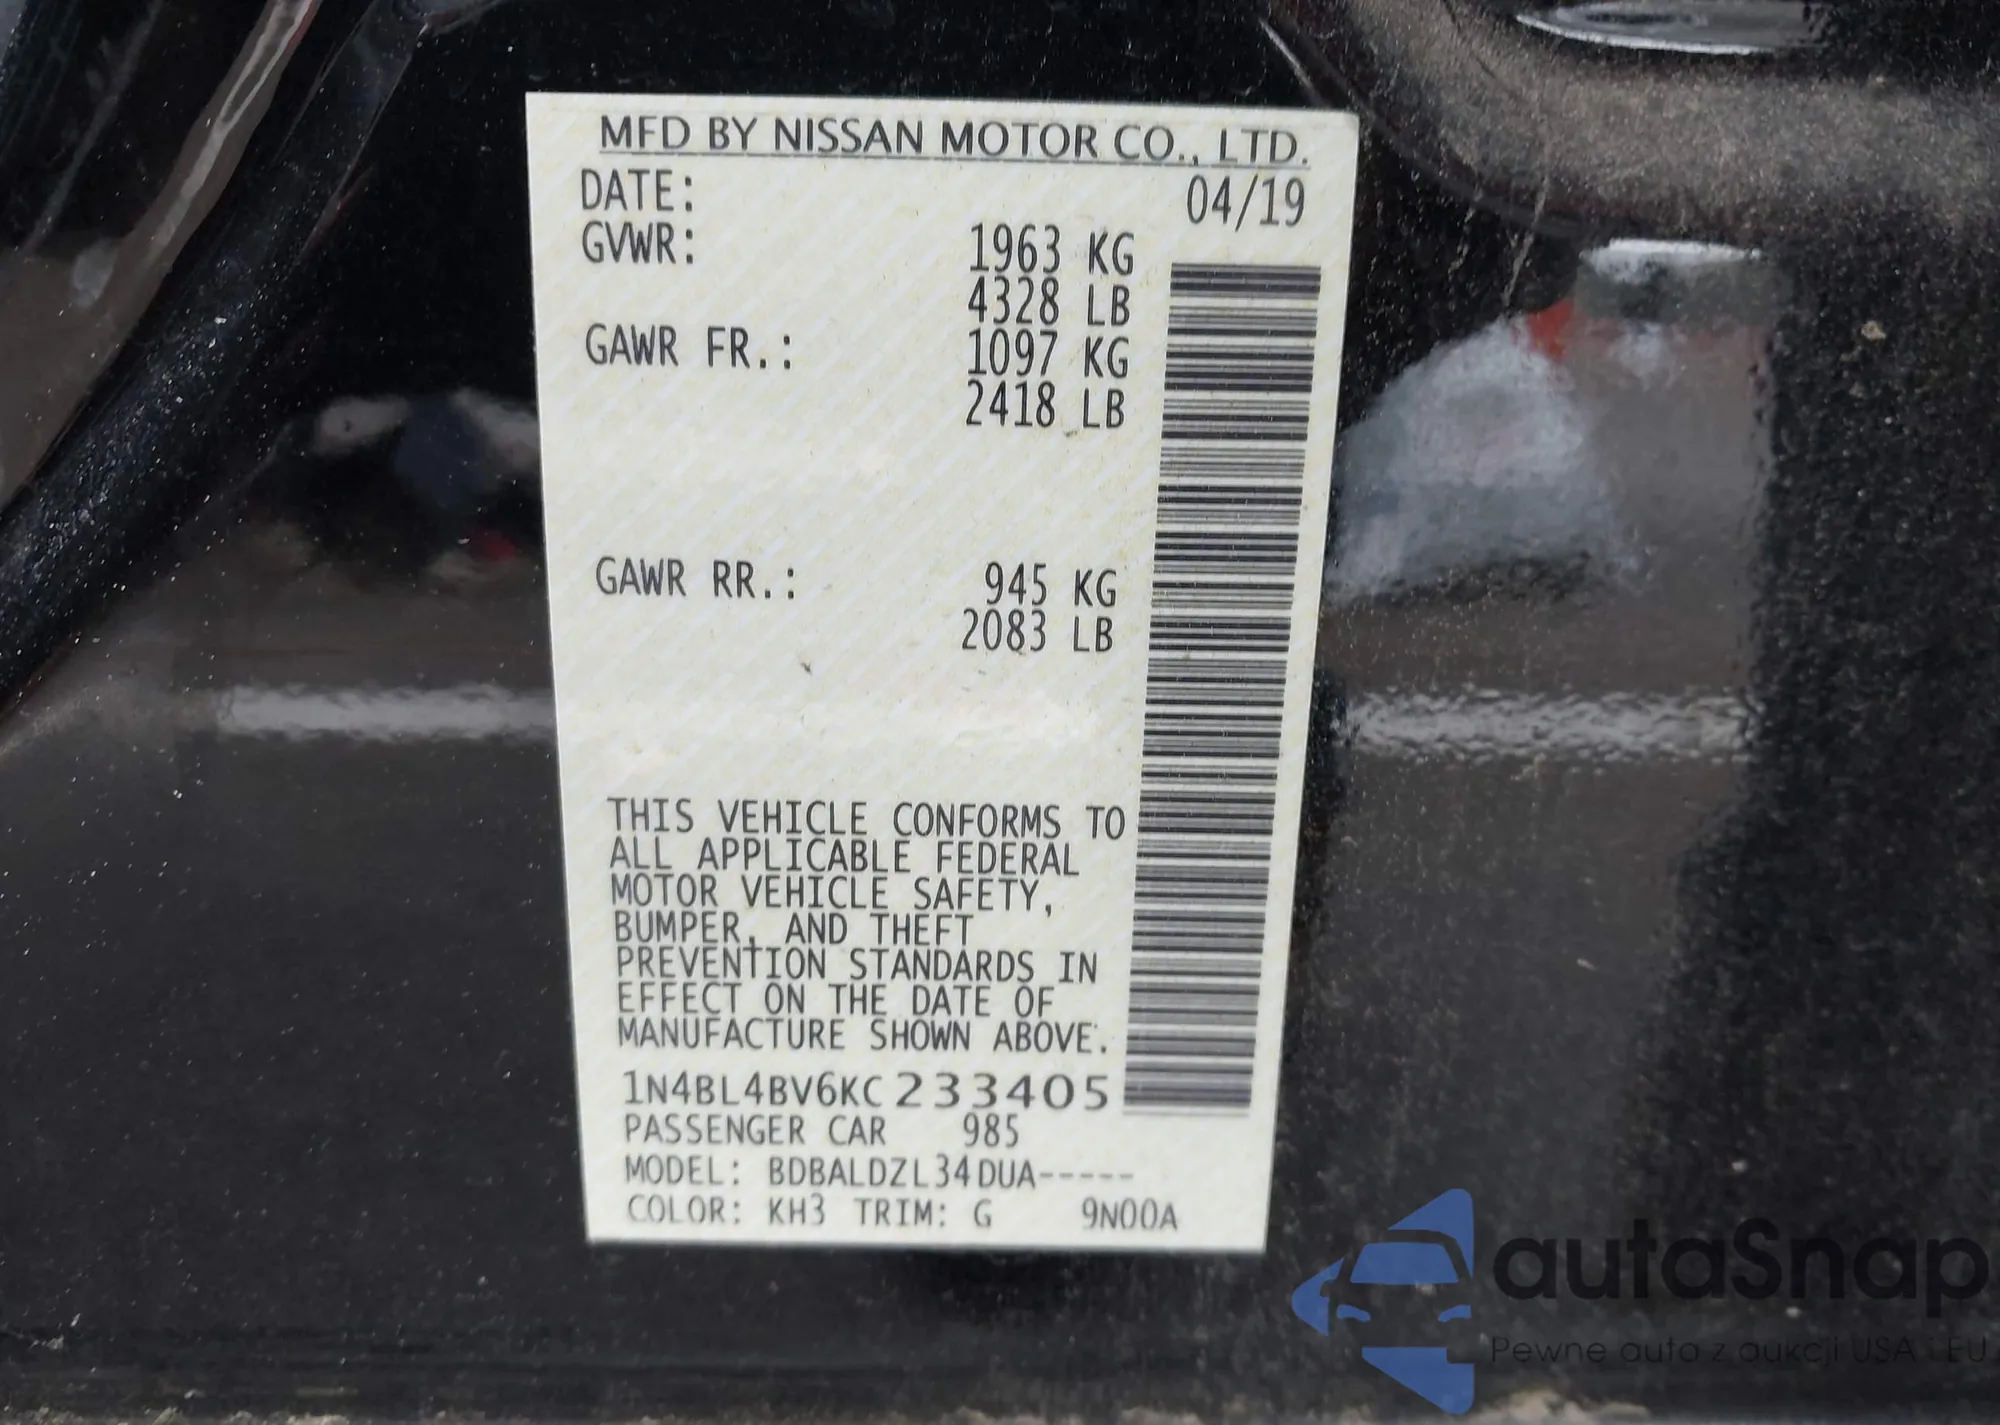 MFD BY NISSAN MOTOR CO., LTD.
DATE: 04/19
GVWR: 1963 KG
4328 LB
GAWR FR.: 1097 KG
2418 LB
GAWR RR.: 945 KG
2083 LB
THIS VEHICLE CONFORMS TO
ALL APPLICABLE FEDERAL
MOTOR VEHICLE SAFETY,
BUMPER, AND THEFT
PREVENTION STANDARDS IN
EFFECT ON THE DATE OF
MANUFACTURE SHOWN ABOVE.
1N4BL4BV6KC233405
PASSENGER CAR 985
MODEL: BDBALDZL34DUA-----
COLOR: KH3 TRIM: G 9N00A
autaSnap
Pewne auta z aukcji USA i EU